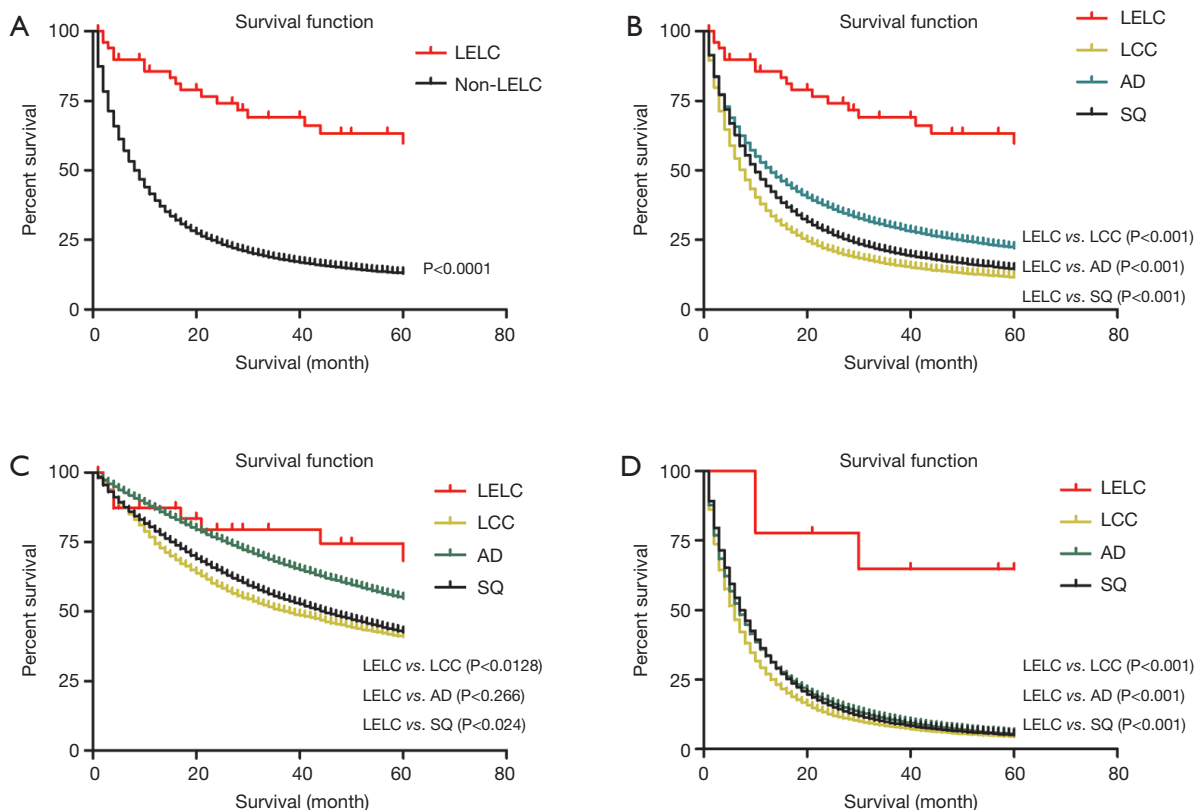 A
Survival function
LELC
Non-LELC
Percent survival
100
75
50
25
0
P<0.0001
0 20 40 60 80
Survival (month)
B
Survival function
LELC
LCC
AD
SQ
Percent survival
100
75
50
25
0
LELC vs. LCC (P<0.001)
LELC vs. AD (P<0.001)
LELC vs. SQ (P<0.001)
0 20 40 60 80
Survival (month)
C
Survival function
LELC
LCC
AD
SQ
Percent survival
100
75
50
25
0
LELC vs. LCC (P<0.0128)
LELC vs. AD (P<0.266)
LELC vs. SQ (P<0.024)
0 20 40 60 80
Survival (month)
D
Survival function
LELC
LCC
AD
SQ
Percent survival
100
75
50
25
0
LELC vs. LCC (P<0.001)
LELC vs. AD (P<0.001)
LELC vs. SQ (P<0.001)
0 20 40 60 80
Survival (month)